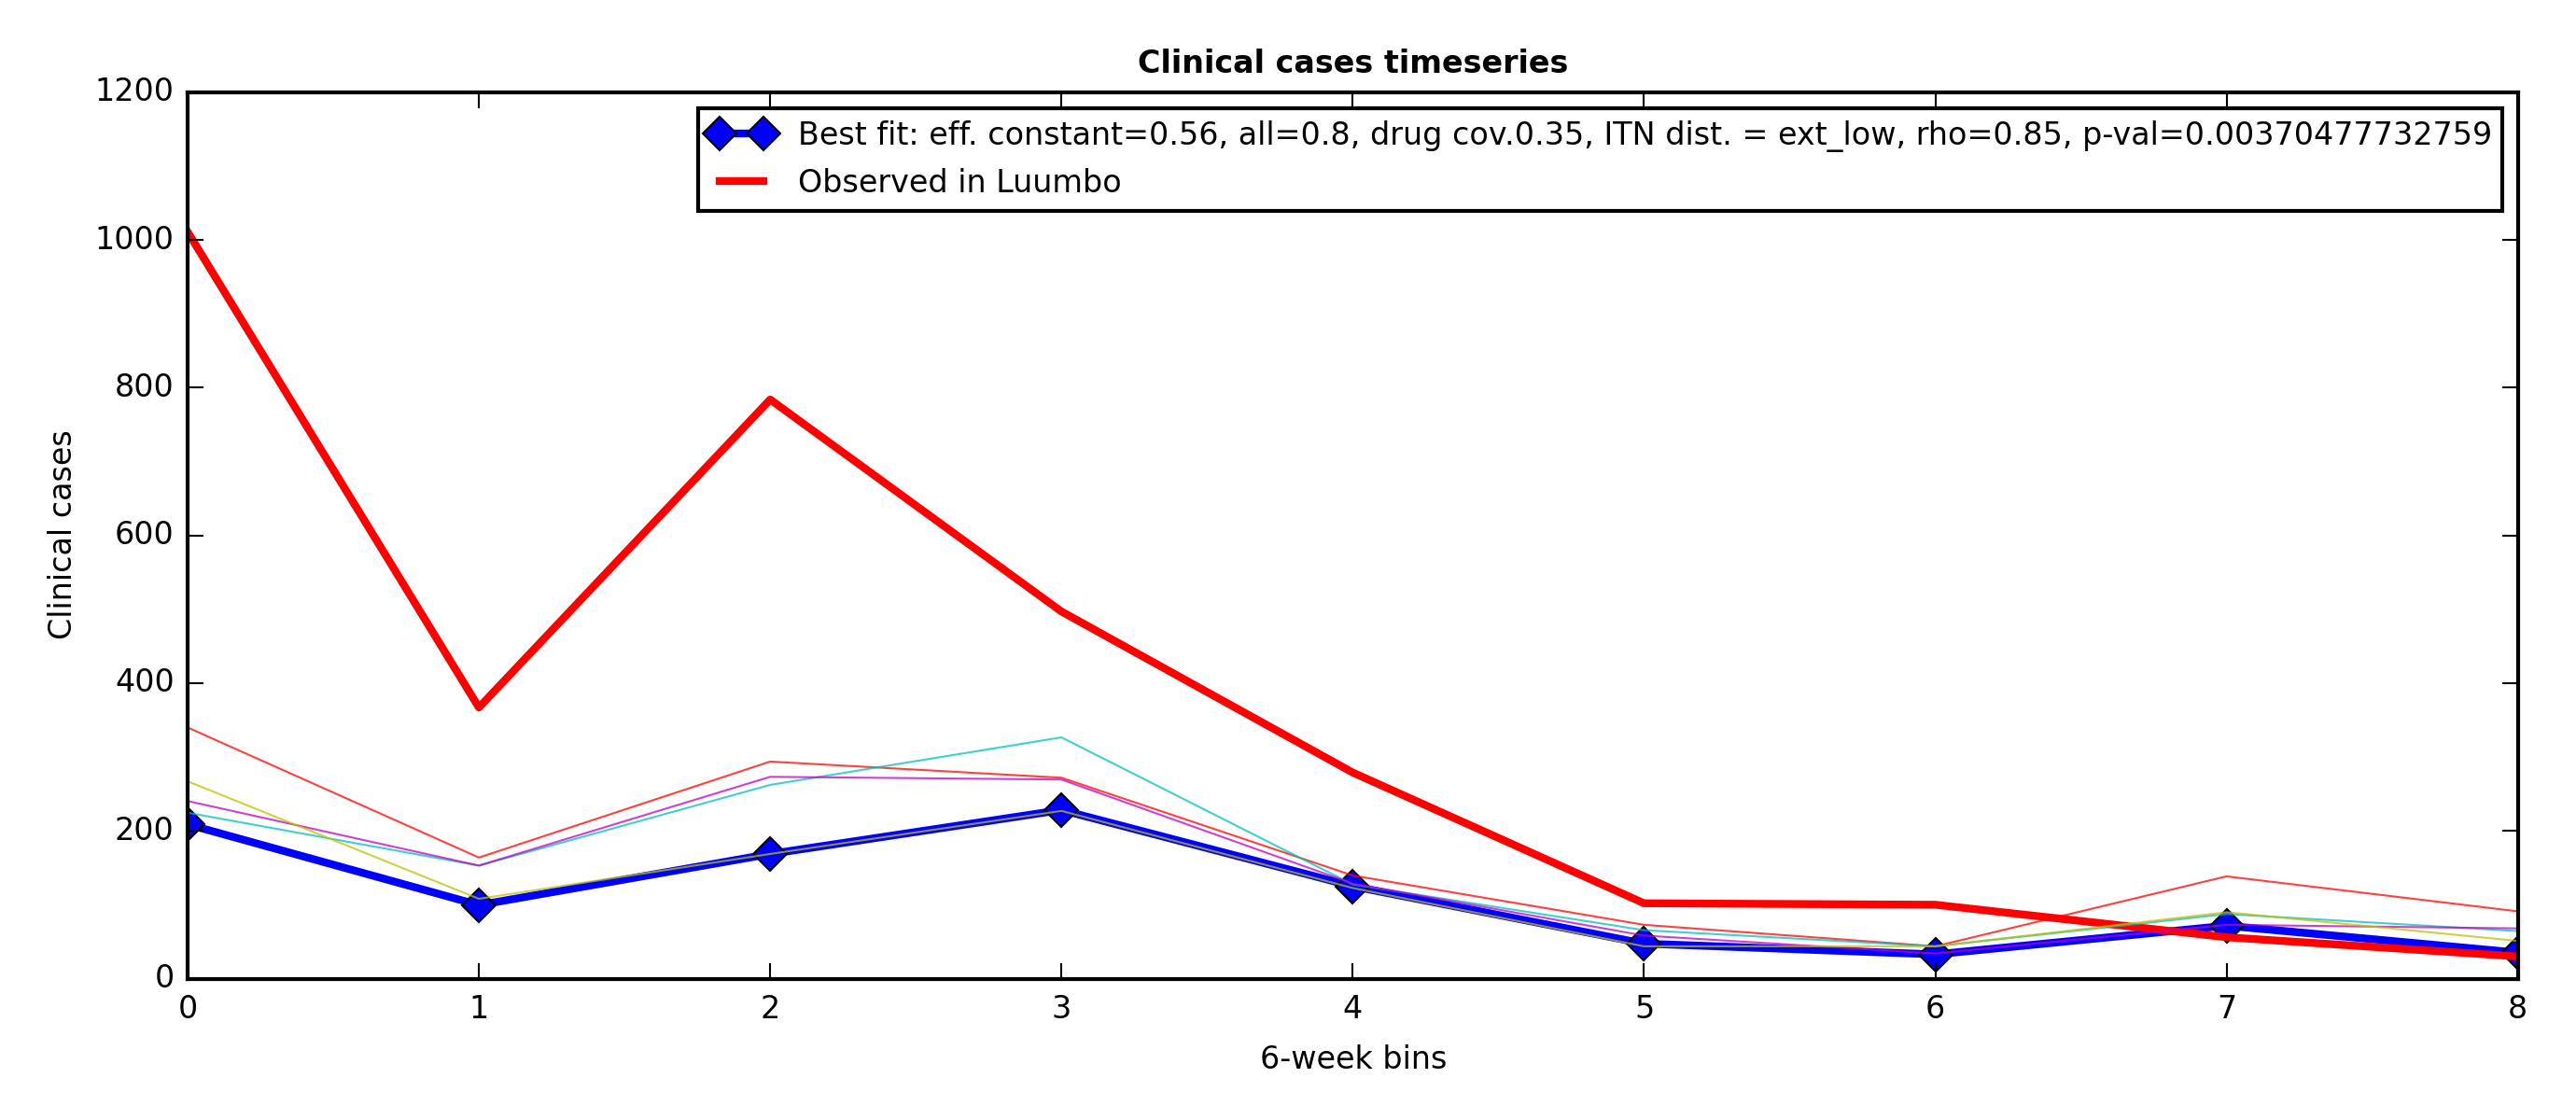 Clinical cases timeseries
Best fit: eff. constant=0.56, all=0.8, drug cov.0.35, ITN dist. = ext_low, rho=0.85, p-val=0.00370477732759
Observed in Luumbo
Clinical cases
1200
1000
800
600
400
200
0
0 1 2 3 4 5 6 7 8
6-week bins